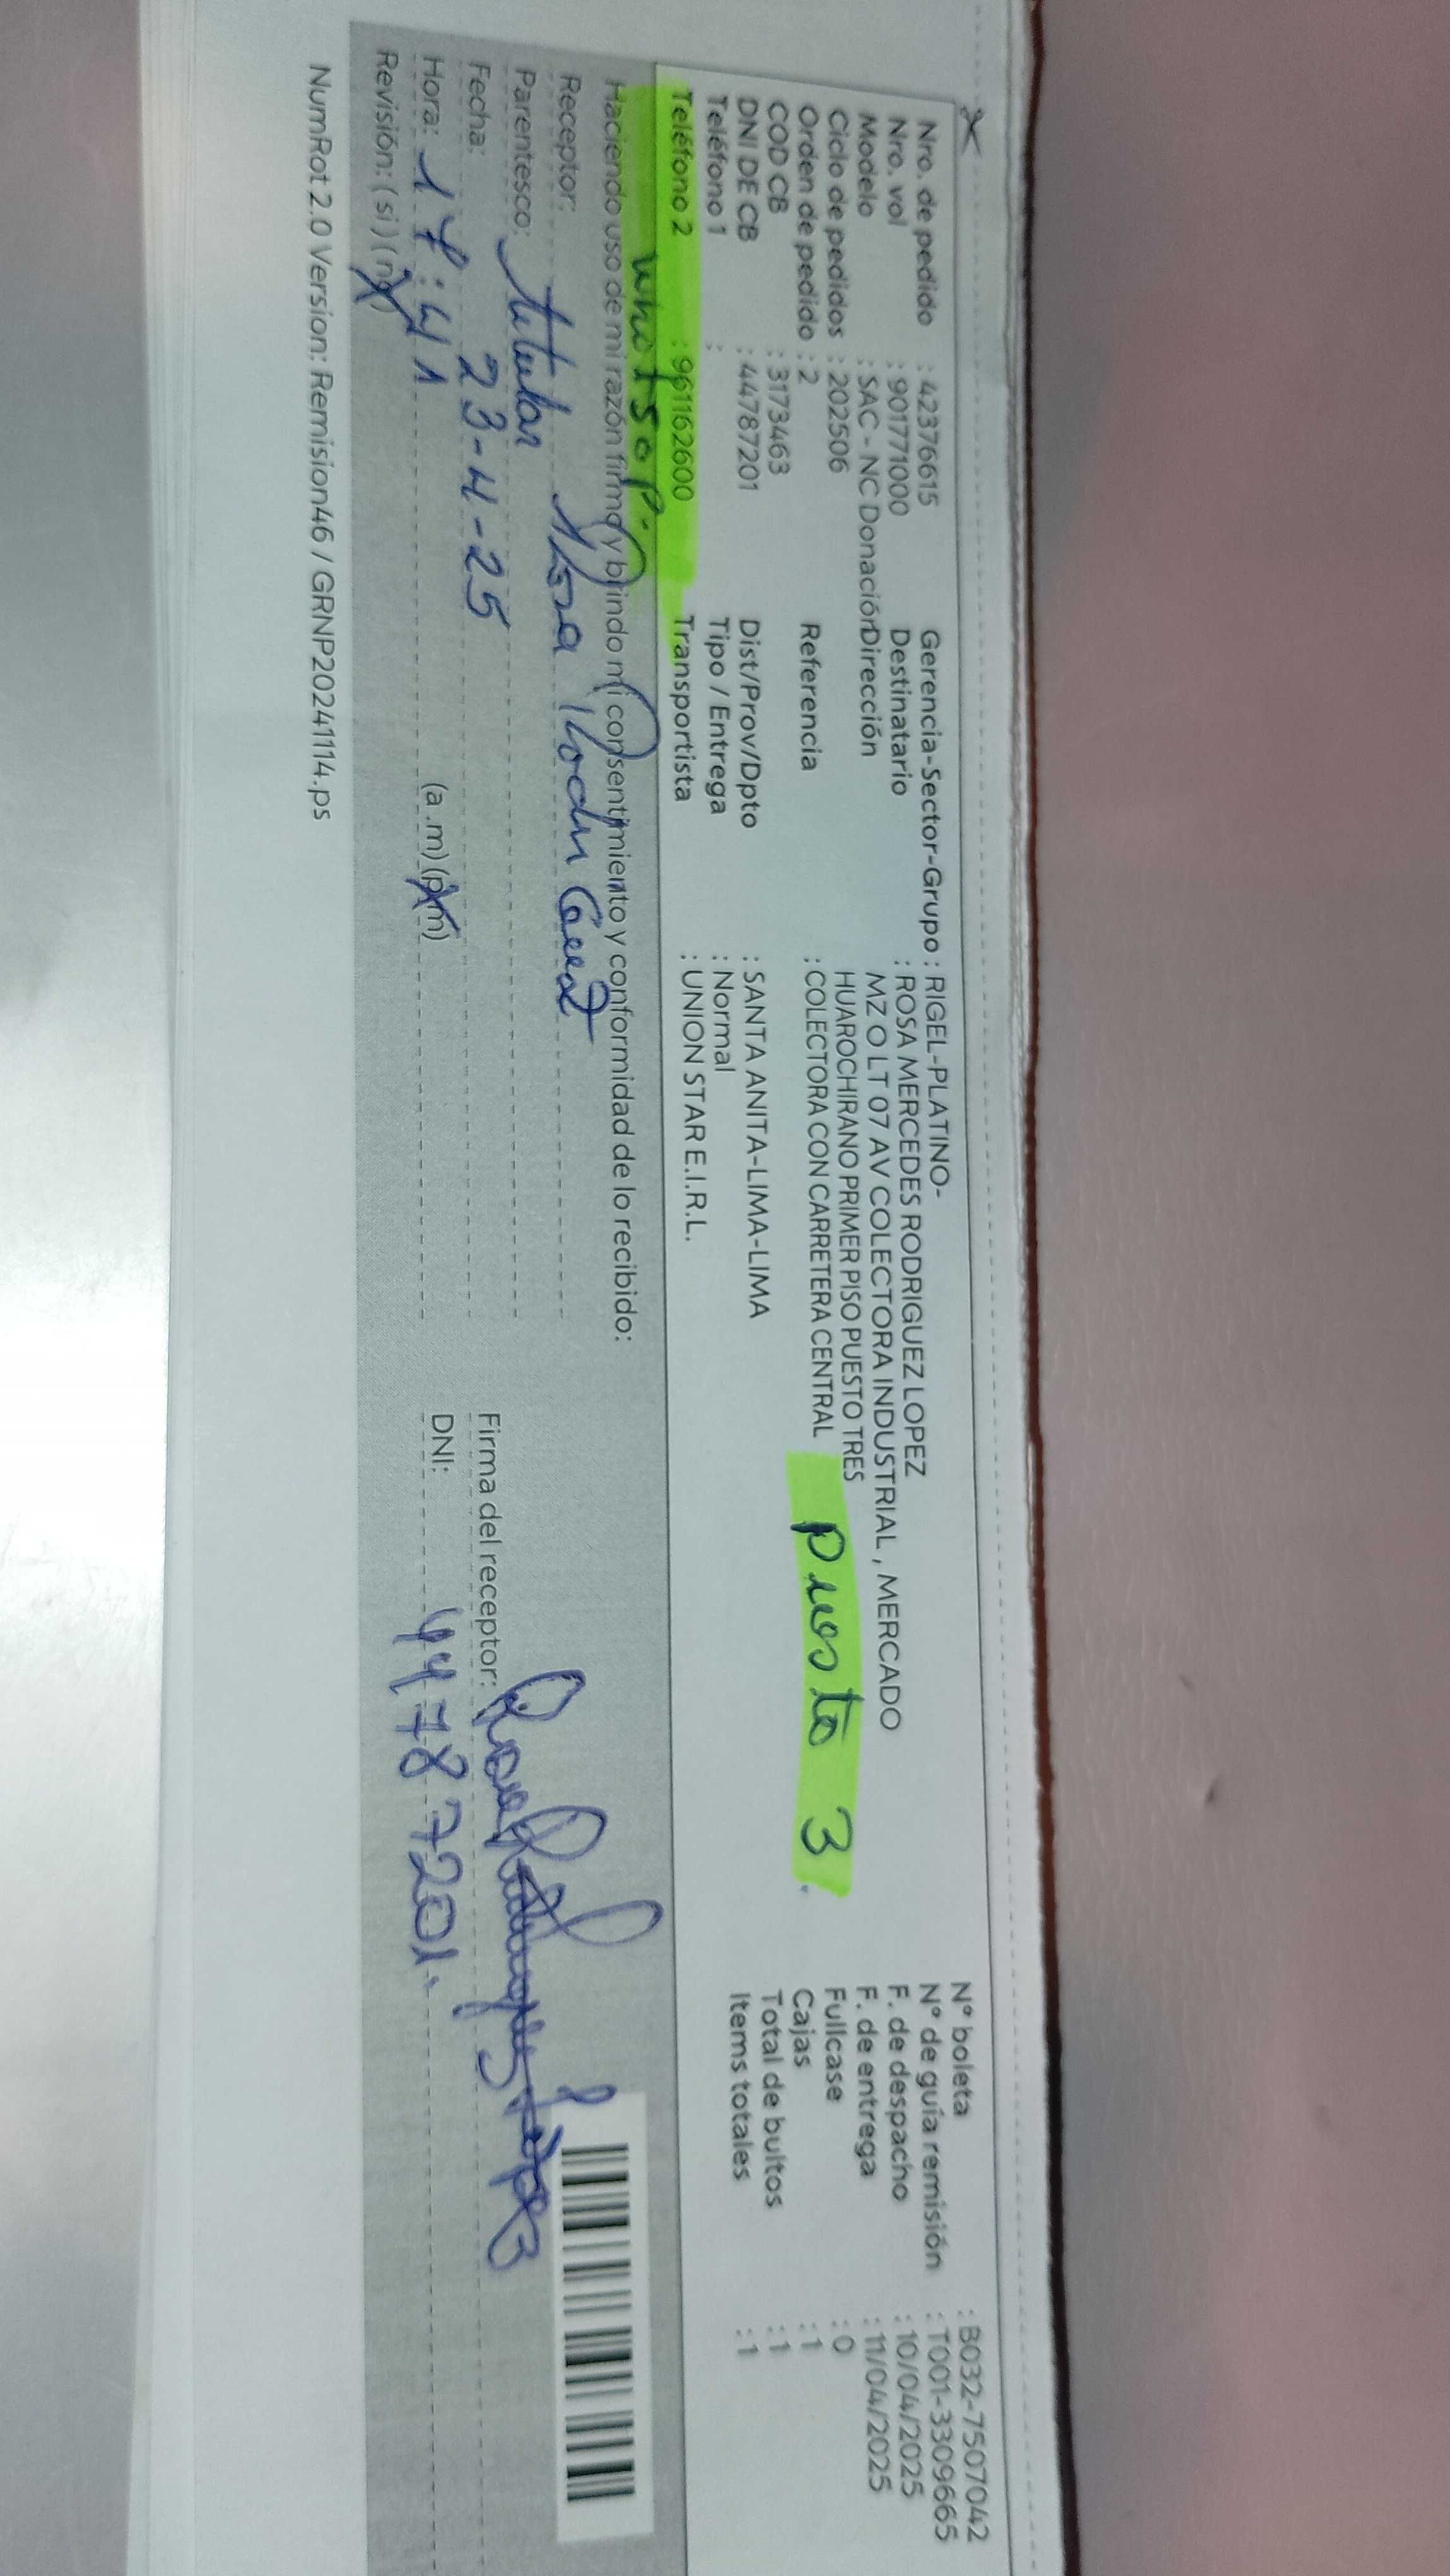 Nro. de pedido : 42376615
Nro. vol : 901771000
Modelo : SAC - NC Donación
Ciclo de pedidos : 202506
Orden de pedido : 2
COD CB : 3173463
DNI DE CB : 44787201
Teléfono 1 :
Teléfono 2 : 961162600
whatsap.
Gerencia-Sector-Grupo : RIGEL-PLATINO-
Destinatario : ROSA MERCEDES RODRIGUEZ LOPEZ
Dirección MZ O LT 07 AV COLECTORA INDUSTRIAL , MERCADO
HUAROCHIRANO PRIMER PISO PUESTO TRES
Referencia : COLECTORA CON CARRETERA CENTRAL
puesto 3.
Dist/Prov/Dpto : SANTA ANITA-LIMA-LIMA
Tipo / Entrega : Normal
Transportista : UNION STAR E.I.R.L.
N° boleta : B032-7507042
N° de guía remisión : T001-3309665
F. de despacho : 10/04/2025
F. de entrega : 11/04/2025
Fullcase : 0
Cajas : 1
Total de bultos : 1
Items totales : 1
Haciendo uso de mi razón firmo y brindo mi consentimiento y conformidad de lo recibido:
Receptor: Rosa
Parentesco: titular
Fecha: 23-4-25
Hora: 17:41 (a .m) (p.m)
Revisión: ( si ) ( no )
Firma del receptor:
DNI: 44787201.
NumRot 2.0 Version: Remision46 / GRNP20241114.ps